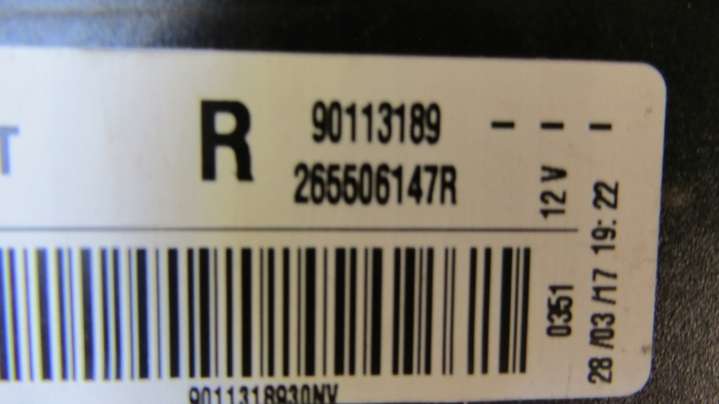 T R 90113189 - - -
265506147R
12 V
0351
28 /03 /17 19: 22
9011318930NV